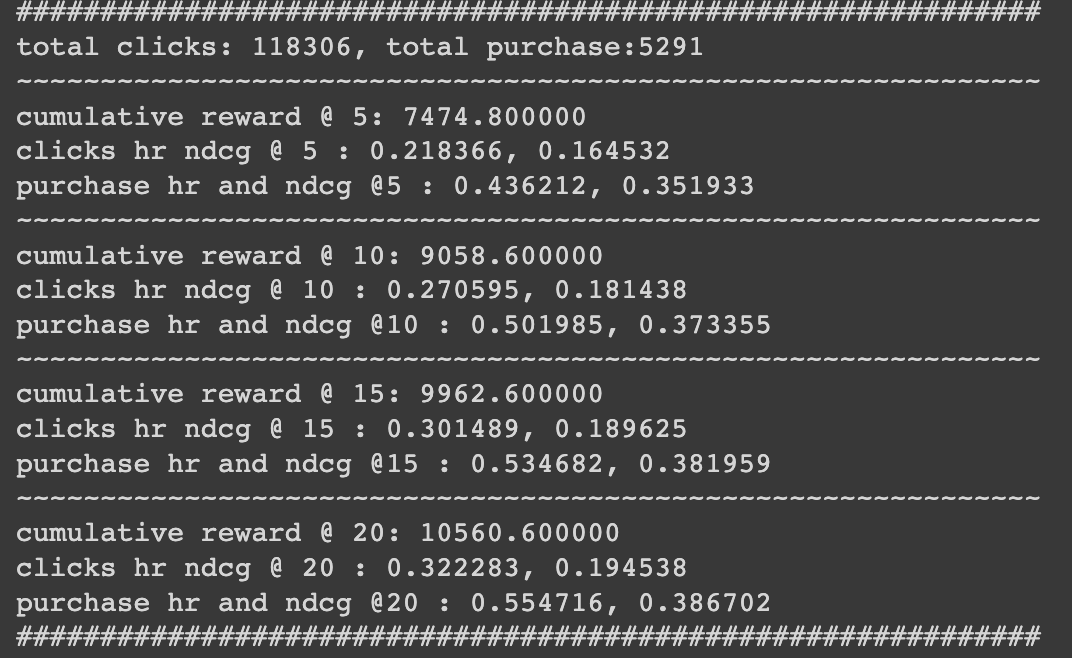 #############################################################
total clicks: 118306, total purchase:5291
~~~~~~~~~~~~~~~~~~~~~~~~~~~~~~~~~~~~~~~~~~~~~~~~~~~~~~~~~~~~~
cumulative reward @ 5: 7474.800000
clicks hr ndcg @ 5 : 0.218366, 0.164532
purchase hr and ndcg @5 : 0.436212, 0.351933
~~~~~~~~~~~~~~~~~~~~~~~~~~~~~~~~~~~~~~~~~~~~~~~~~~~~~~~~~~~~~
cumulative reward @ 10: 9058.600000
clicks hr ndcg @ 10 : 0.270595, 0.181438
purchase hr and ndcg @10 : 0.501985, 0.373355
~~~~~~~~~~~~~~~~~~~~~~~~~~~~~~~~~~~~~~~~~~~~~~~~~~~~~~~~~~~~~
cumulative reward @ 15: 9962.600000
clicks hr ndcg @ 15 : 0.301489, 0.189625
purchase hr and ndcg @15 : 0.534682, 0.381959
~~~~~~~~~~~~~~~~~~~~~~~~~~~~~~~~~~~~~~~~~~~~~~~~~~~~~~~~~~~~~
cumulative reward @ 20: 10560.600000
clicks hr ndcg @ 20 : 0.322283, 0.194538
purchase hr and ndcg @20 : 0.554716, 0.386702
#############################################################